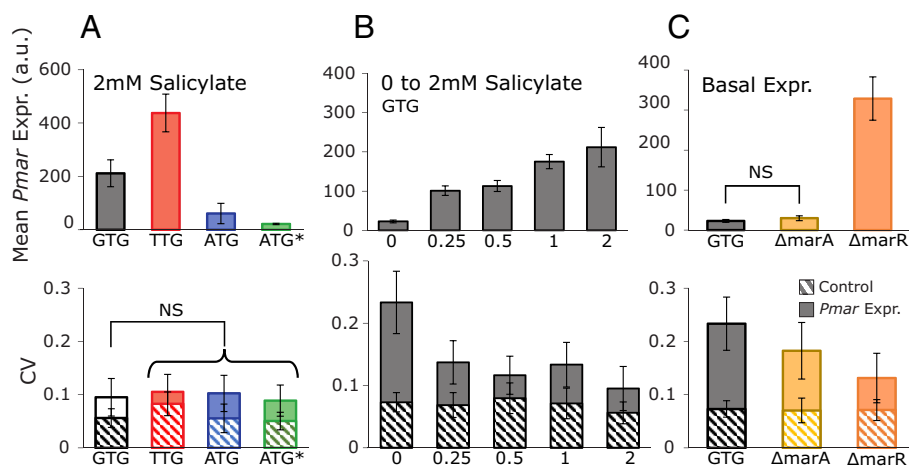 A
B
C
Mean Pmar Expr. (a.u.)
600
400
200
0
2mM Salicylate
GTG
TTG
ATG
ATG*
400
300
200
100
0
0 to 2mM Salicylate
GTG
0
0.25
0.5
1
2
400
300
200
100
0
Basal Expr.
NS
GTG
ΔmarA
ΔmarR
CV
0.3
0.2
0.1
0
NS
GTG
TTG
ATG
ATG*
0.3
0.2
0.1
0
0
0.25
0.5
1
2
0.3
0.2
0.1
0
Control
Pmar Expr.
GTG
ΔmarA
ΔmarR